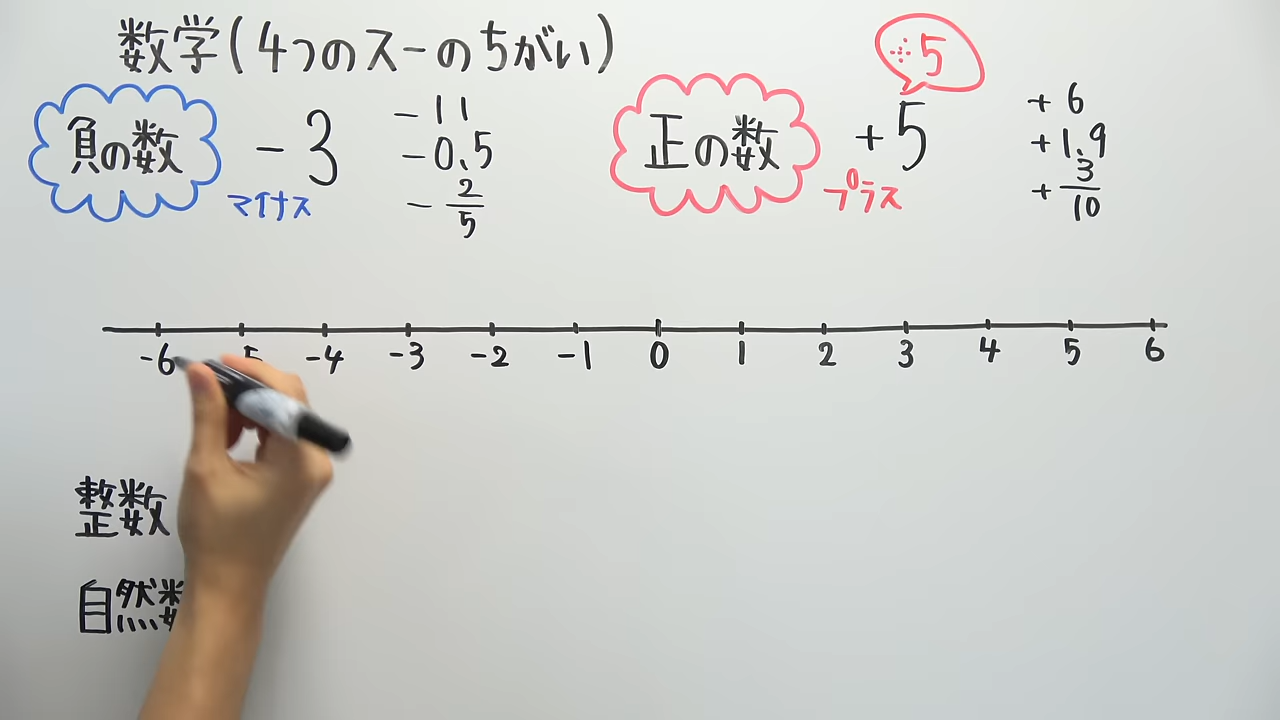 数学(4つのスーのちがい)
負の数
-3
マイナス
-11
-0.5
-2/5
正の数
+5
プラス
5
+6
+1.9
+3/10
-6 -5 -4 -3 -2 -1 0 1 2 3 4 5 6
整数
自然数